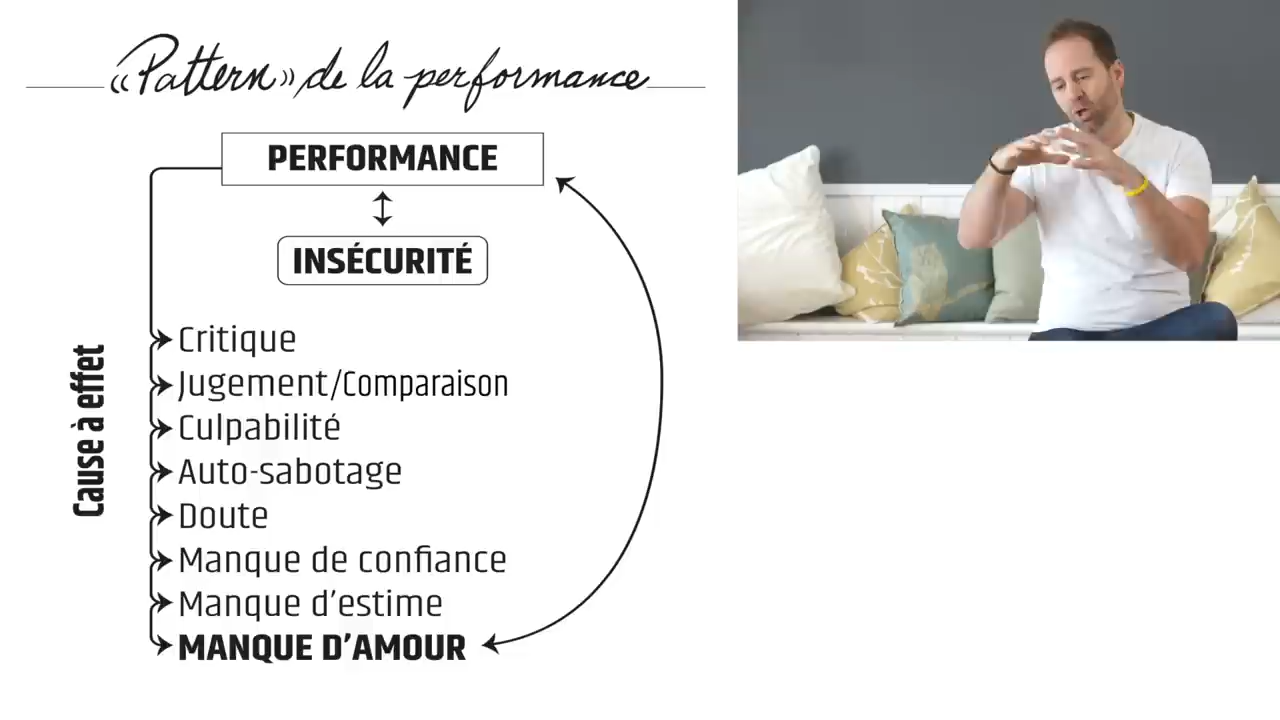 «Pattern» de la performance
PERFORMANCE
INSÉCURITÉ
Cause à effet
Critique
Jugement/Comparaison
Culpabilité
Auto-sabotage
Doute
Manque de confiance
Manque d’estime
MANQUE D’AMOUR